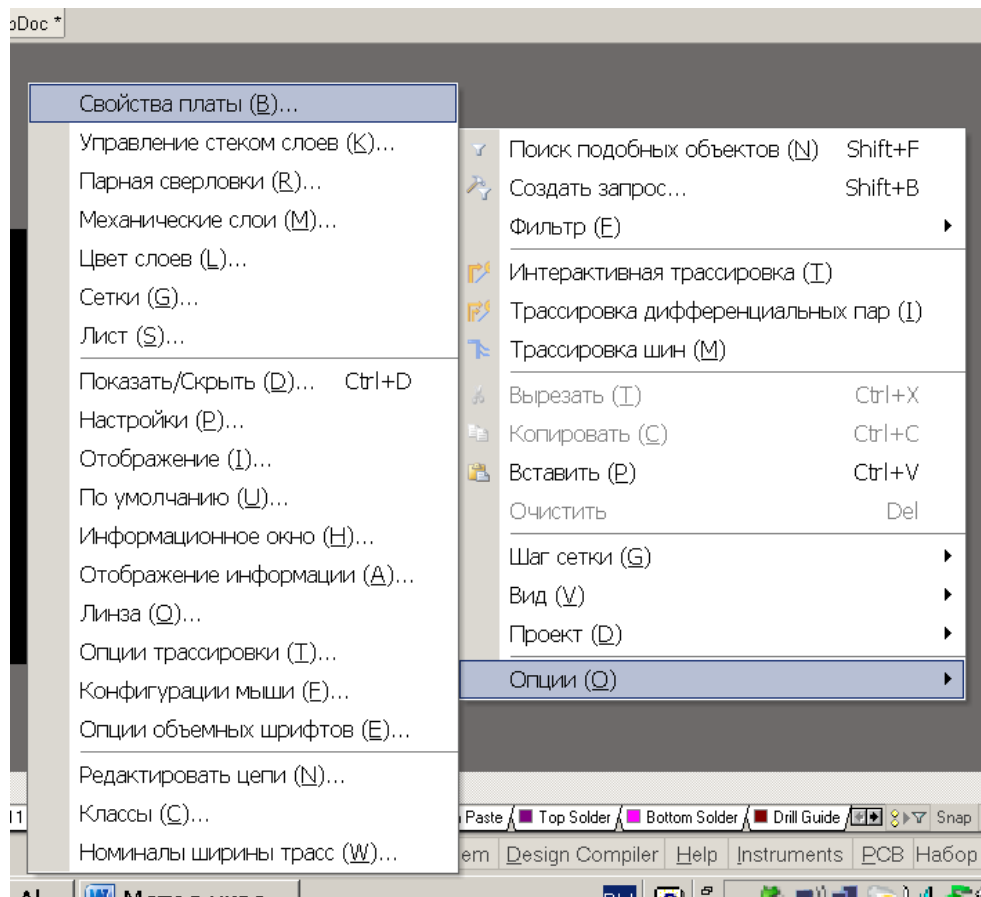 bDoc *
Свойства платы (B)...
Управление стеком слоев (K)...
Парная сверловки (R)...
Механические слои (M)...
Цвет слоев (L)...
Сетки (G)...
Лист (S)...
Показать/Скрыть (D)... Ctrl+D
Настройки (P)...
Отображение (I)...
По умолчанию (U)...
Информационное окно (H)...
Отображение информации (A)...
Линза (O)...
Опции трассировки (T)...
Конфигурации мыши (F)...
Опции объемных шрифтов (E)...
Редактировать цепи (N)...
Классы (C)...
Номиналы ширины трасс (W)...
Поиск подобных объектов (N) Shift+F
Создать запрос... Shift+B
Фильтр (F)
Интерактивная трассировка (T)
Трассировка дифференциальных пар (I)
Трассировка шин (M)
Вырезать (T) Ctrl+X
Копировать (C) Ctrl+C
Вставить (P) Ctrl+V
Очистить Del
Шаг сетки (G)
Вид (V)
Проект (D)
Опции (O)
Paste Top Solder Bottom Solder Drill Guide Snap
em Design Compiler Help Instruments PCB Набор